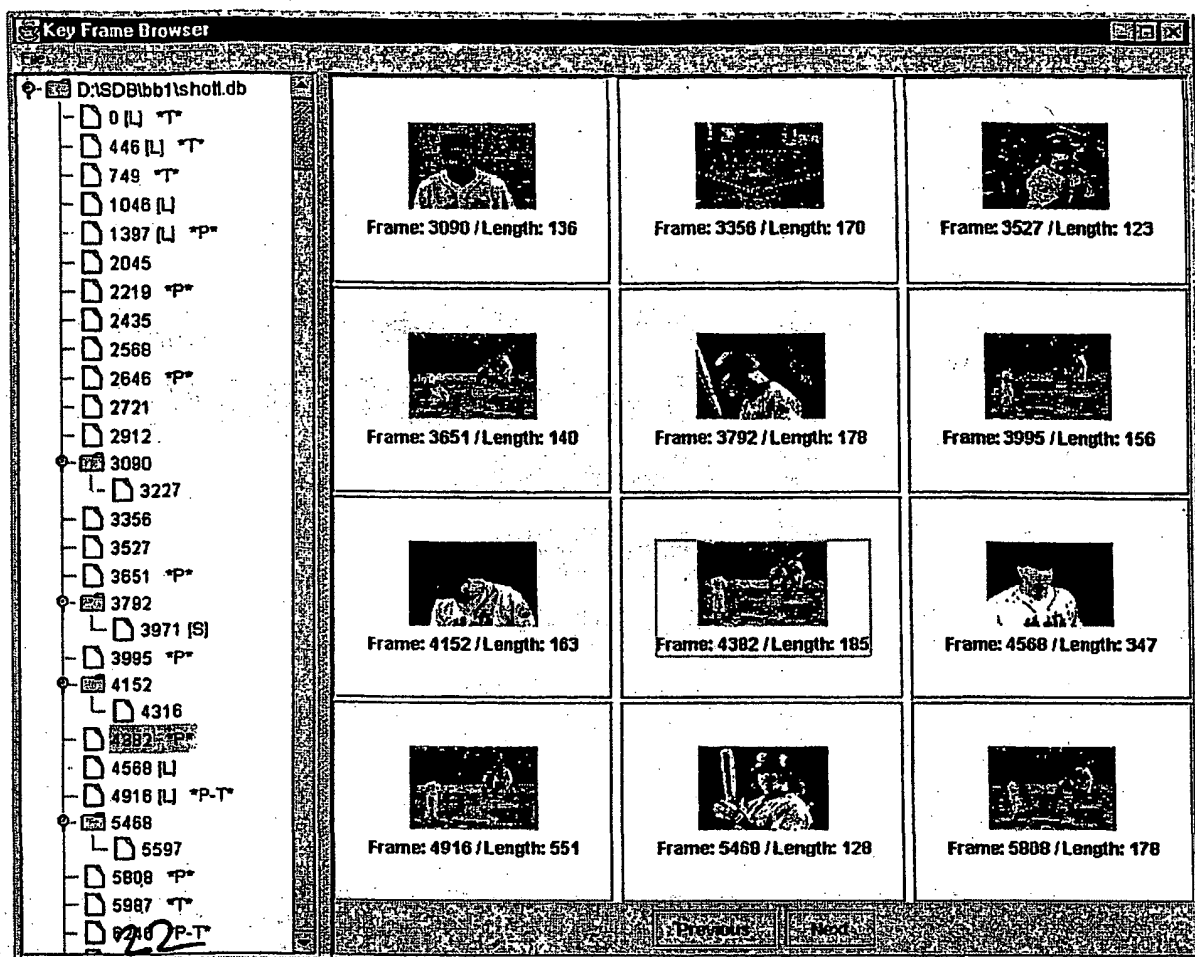 Key Frame Browser
File
D:\SDB\bb1\shotl.db
0 [L] *T*
446 [L] *T*
749 *T*
1046 [L]
1397 [L] *P*
2045
2219 *P*
2435
2568
2646 *P*
2721
2912
3090
3227
3356
3527
3651 *P*
3792
3971 [S]
3995 *P*
4152
4316
4382 *P*
4568 [L]
4916 [L] *P-T*
5468
5597
5808 *P*
5987 *T*
*P-T*
22
Frame: 3090 / Length: 136
Frame: 3356 / Length: 170
Frame: 3527 / Length: 123
Frame: 3651 / Length: 140
Frame: 3792 / Length: 178
Frame: 3995 / Length: 156
Frame: 4152 / Length: 163
Frame: 4382 / Length: 185
Frame: 4568 / Length: 347
Frame: 4916 / Length: 551
Frame: 5468 / Length: 128
Frame: 5808 / Length: 178
Previous
Next